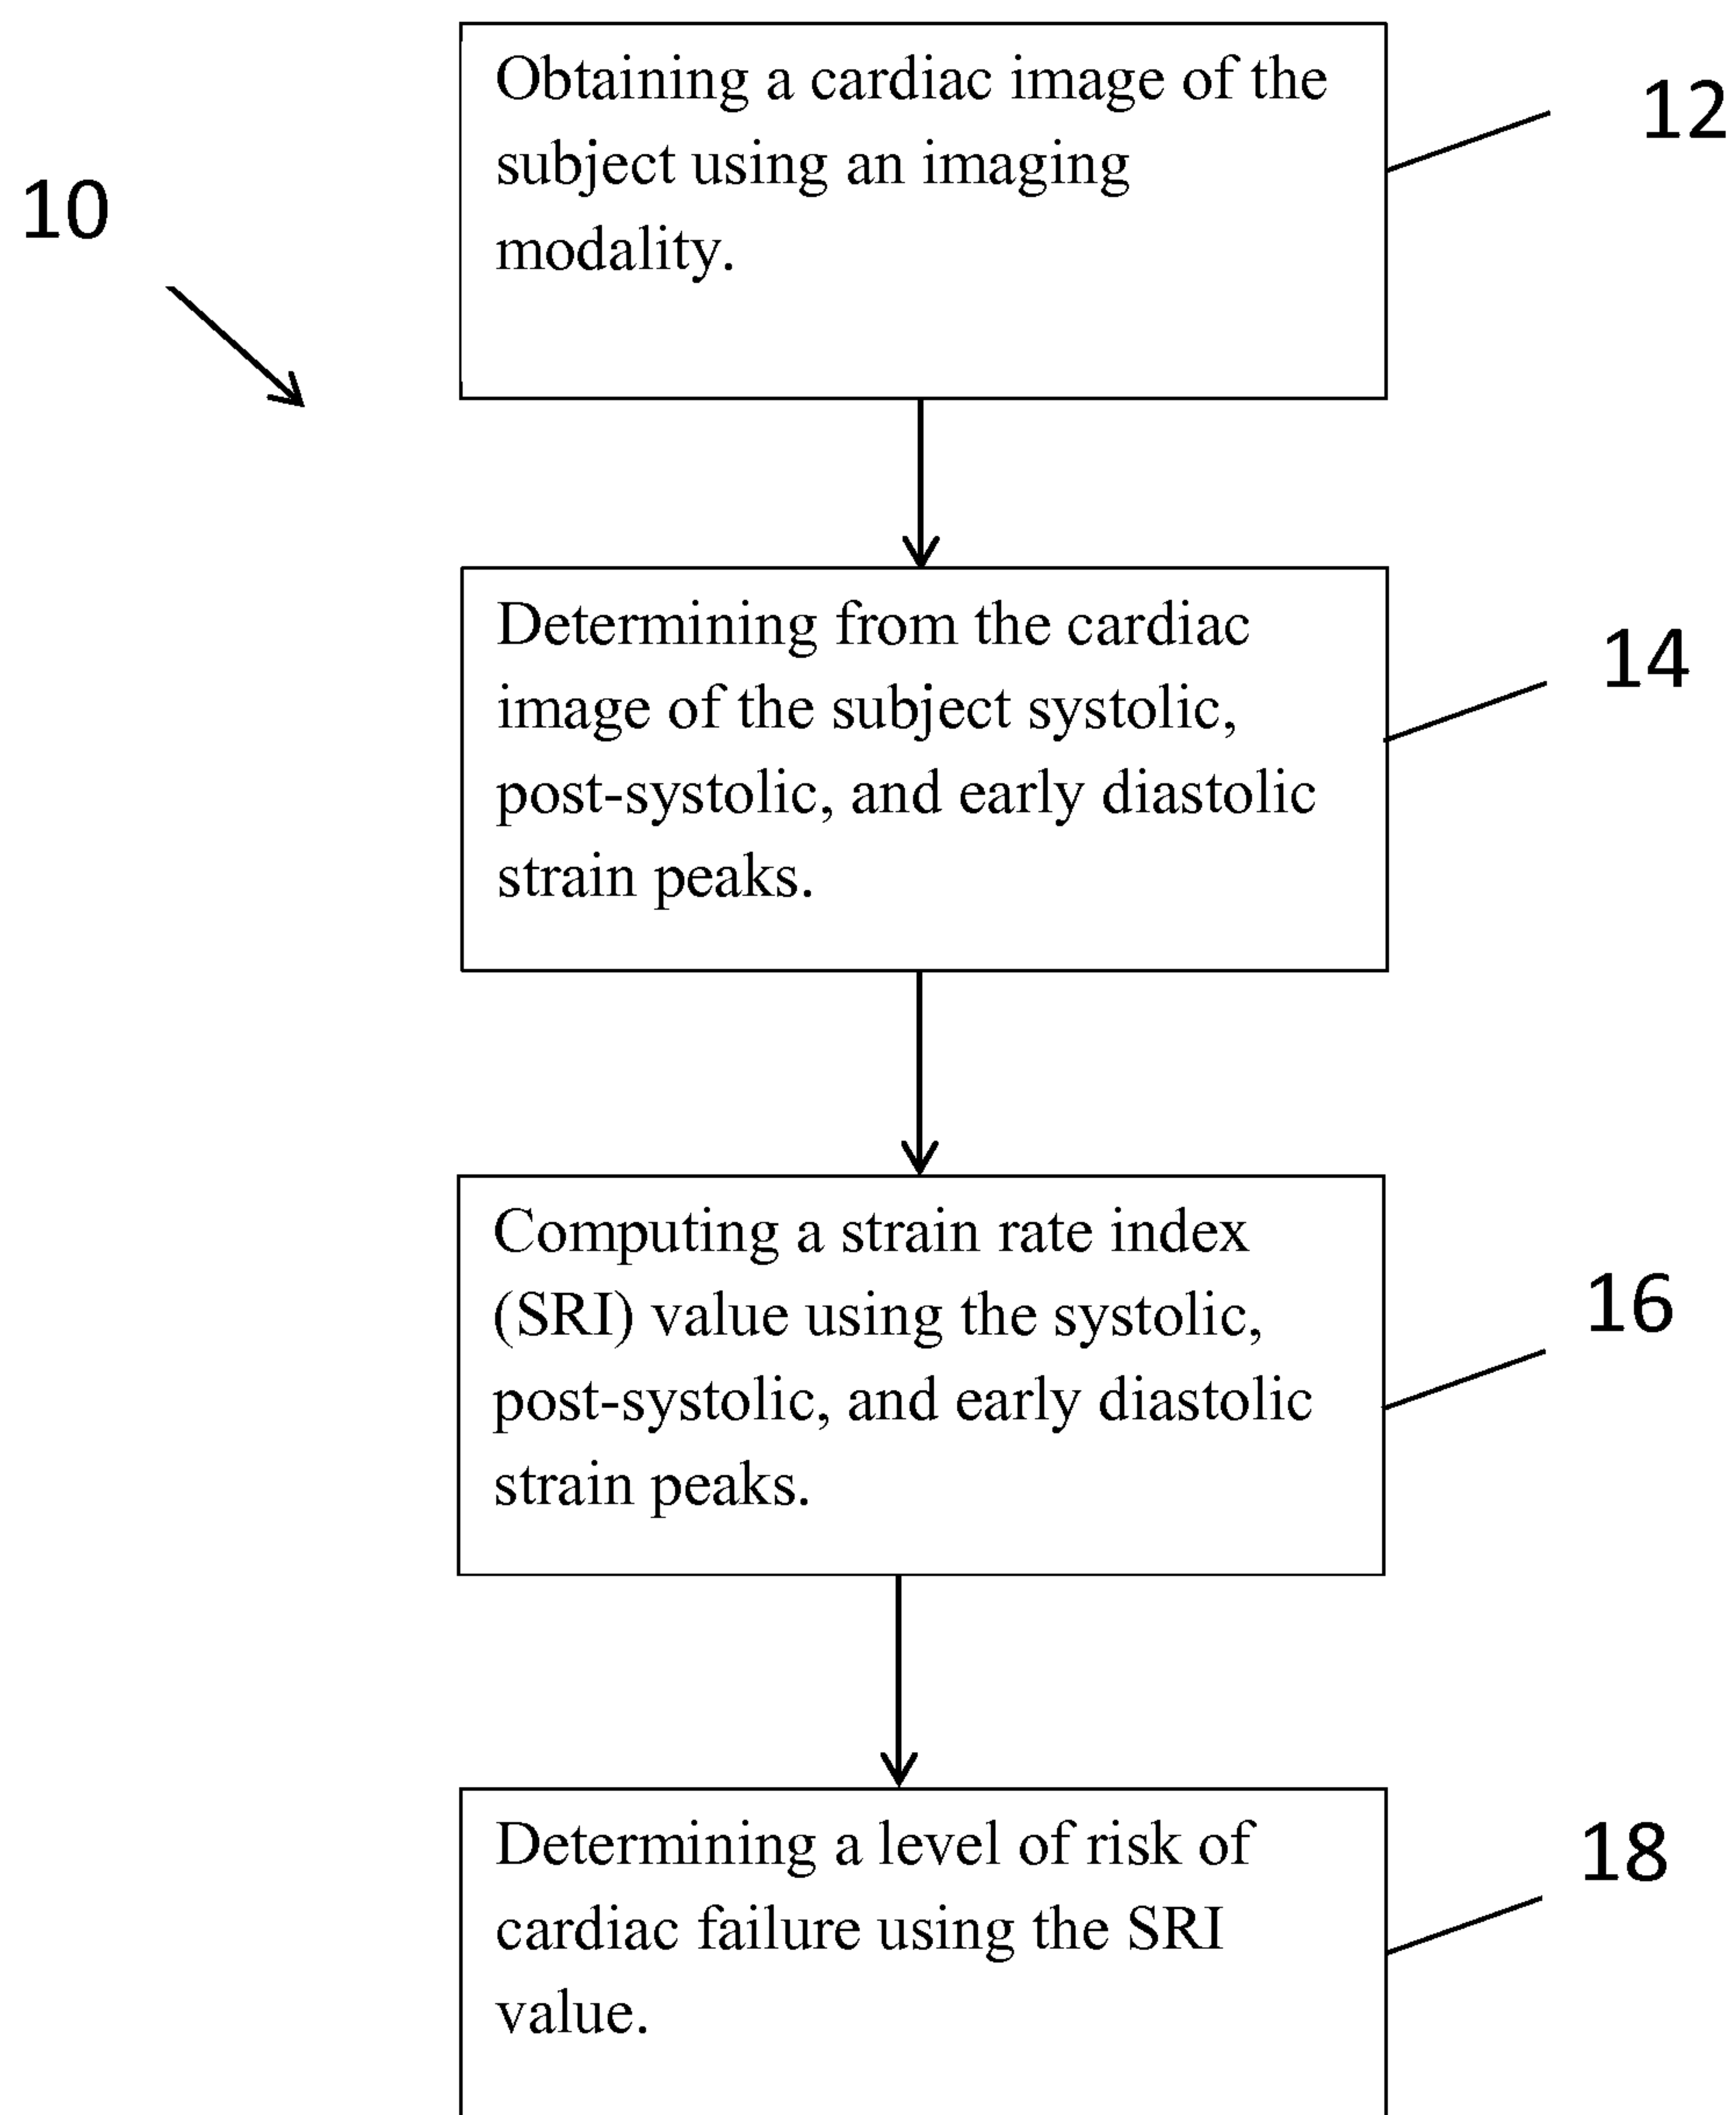 10
Obtaining a cardiac image of the
subject using an imaging
modality.
12
Determining from the cardiac
image of the subject systolic,
post-systolic, and early diastolic
strain peaks.
14
Computing a strain rate index
(SRI) value using the systolic,
post-systolic, and early diastolic
strain peaks.
16
Determining a level of risk of
cardiac failure using the SRI
value.
18